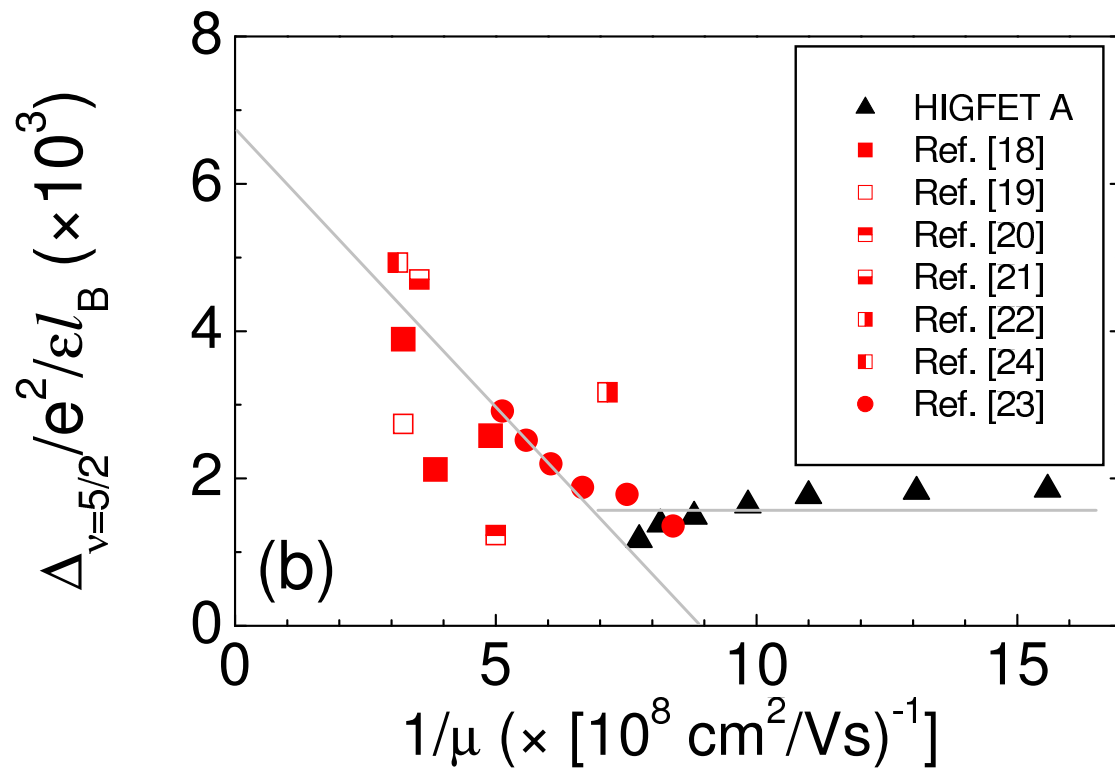 8
6
4
2
0
Δν=5/2/e²/εlB (×10³)
HIGFET A
Ref. [18]
Ref. [19]
Ref. [20]
Ref. [21]
Ref. [22]
Ref. [24]
Ref. [23]
(b)
0 5 10 15
1/μ (× [10⁸ cm²/Vs)⁻¹]